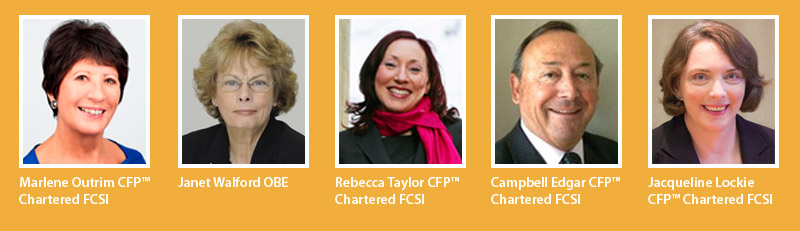 Marlene Outrim CFP™
Chartered FCSI
Janet Walford OBE
Rebecca Taylor CFP™
Chartered FCSI
Campbell Edgar CFP™
Chartered FCSI
Jacqueline Lockie
CFP™ Chartered FCSI